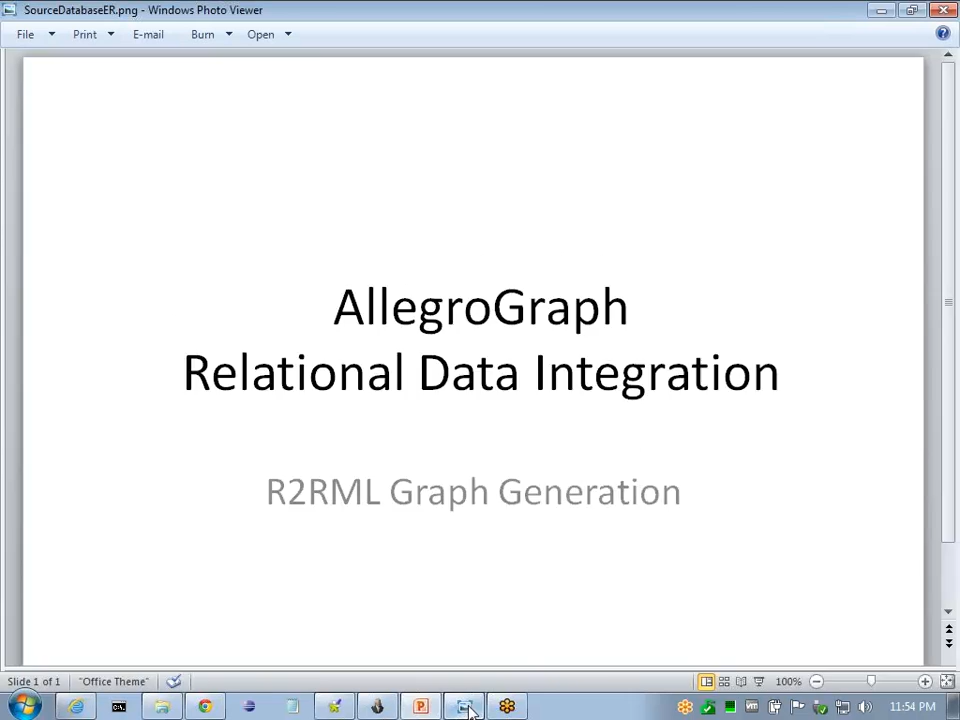 SourceDatabaseER.png - Windows Photo Viewer
File Print E-mail Burn Open
AllegroGraph
Relational Data Integration
R2RML Graph Generation
Slide 1 of 1 "Office Theme" 100%
11:54 PM